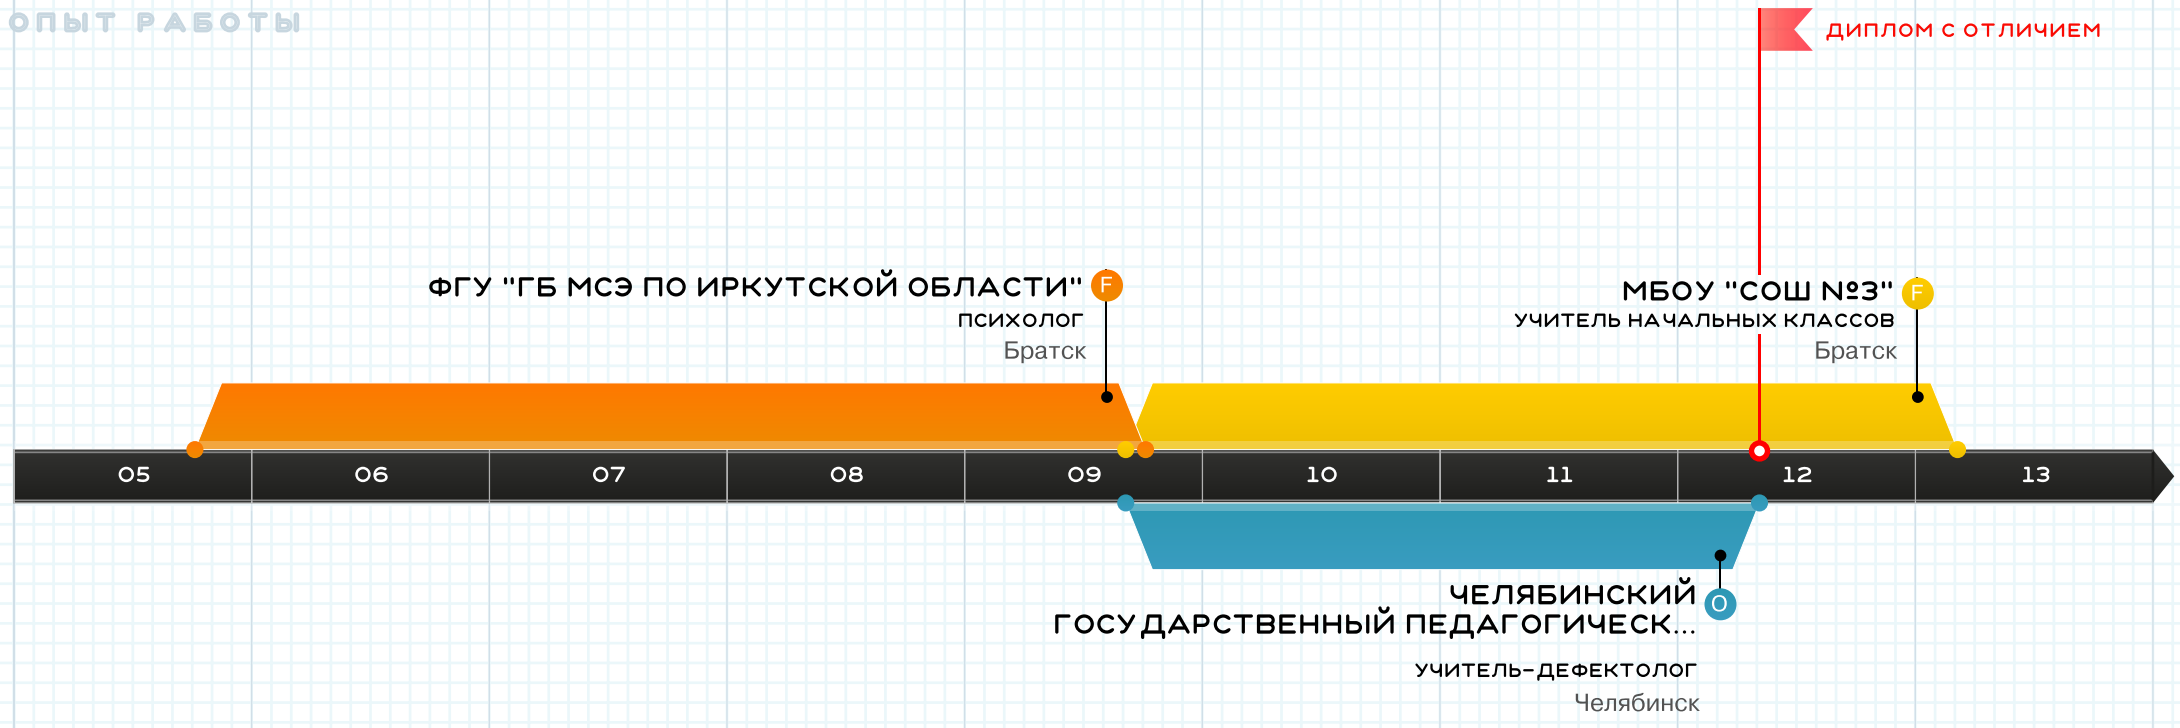 ОПЫТ РАБОТЫ
ДИПЛОМ С ОТЛИЧИЕМ
ФГУ "ГБ МСЭ ПО ИРКУТСКОЙ ОБЛАСТИ" F
ПСИХОЛОГ
Братск
МБОУ "СОШ №3" F
УЧИТЕЛЬ НАЧАЛЬНЫХ КЛАССОВ
Братск
05 06 07 08 09 10 11 12 13
ЧЕЛЯБИНСКИЙ
ГОСУДАРСТВЕННЫЙ ПЕДАГОГИЧЕСК...
O
УЧИТЕЛЬ-ДЕФЕКТОЛОГ
Челябинск